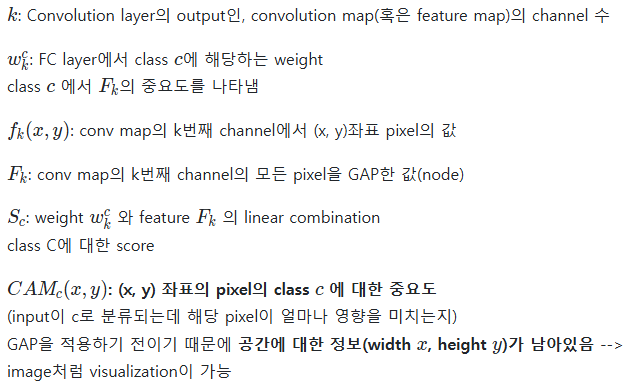 k: Convolution layer의 output인, convolution map(혹은 feature map)의 channel 수
w_k^c: FC layer에서 class c에 해당하는 weight
class c 에서 F_k의 중요도를 나타냄
f_k(x, y): conv map의 k번째 channel에서 (x, y)좌표 pixel의 값
F_k: conv map의 k번째 channel의 모든 pixel을 GAP한 값(node)
S_c: weight w_k^c 와 feature F_k 의 linear combination
class C에 대한 score
CAM_c(x, y): (x, y) 좌표의 pixel의 class c 에 대한 중요도
(input이 c로 분류되는데 해당 pixel이 얼마나 영향을 미치는지)
GAP을 적용하기 전이기 때문에 공간에 대한 정보(width x, height y)가 남아있음 -->
image처럼 visualization이 가능